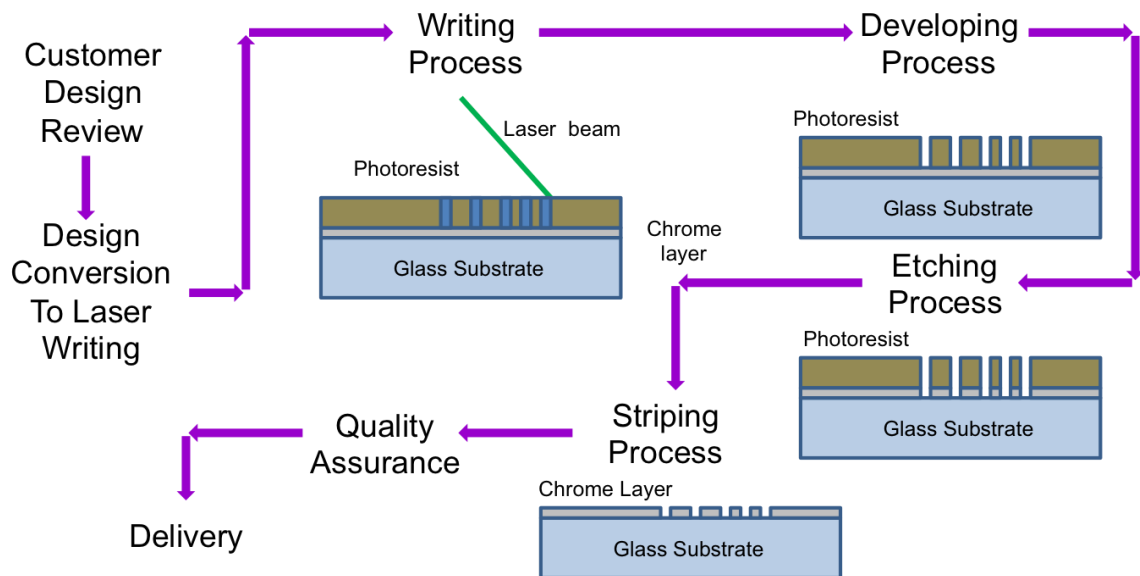 Customer
Design
Review
Design
Conversion
To Laser
Writing
Writing
Process
Laser beam
Photoresist
Glass Substrate
Developing
Process
Photoresist
Glass Substrate
Etching
Process
Chrome
layer
Photoresist
Glass Substrate
Striping
Process
Chrome Layer
Glass Substrate
Quality
Assurance
Delivery